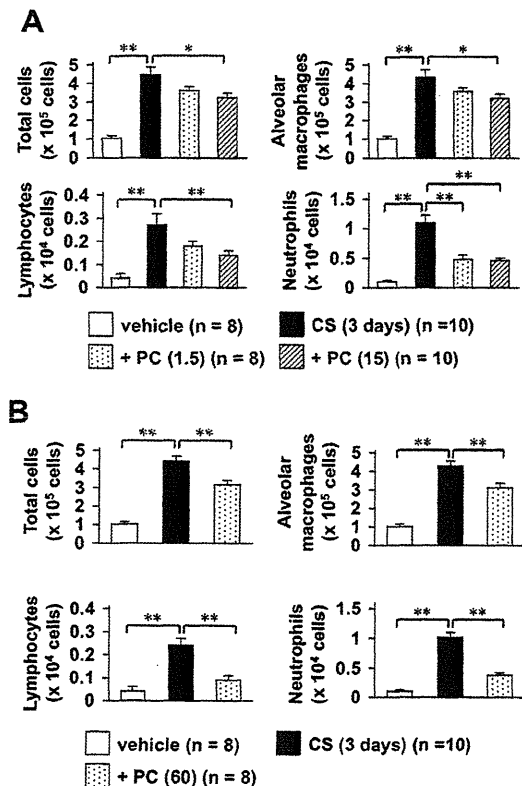 A
** *
Total cells
(x 10⁵ cells)
5
4
3
2
1
0
** *
Alveolar
macrophages
(x 10⁵ cells)
5
4
3
2
1
0
** **
Lymphocytes
(x 10⁴ cells)
0.4
0.3
0.2
0.1
0
**
** **
Neutrophils
(x 10⁴ cells)
1.5
1
0.5
0
vehicle (n = 8)
CS (3 days) (n =10)
+ PC (1.5) (n = 8)
+ PC (15) (n = 10)
B
** **
Total cells
(x 10⁵ cells)
5
4
3
2
1
0
** **
Alveolar
macrophages
(x 10⁵ cells)
5
4
3
2
1
0
** **
Lymphocytes
(x 10⁴ cells)
0.4
0.3
0.2
0.1
0
** **
Neutrophils
(x 10⁴ cells)
1
0.5
0
vehicle (n = 8)
CS (3 days) (n =10)
+ PC (60) (n = 8)